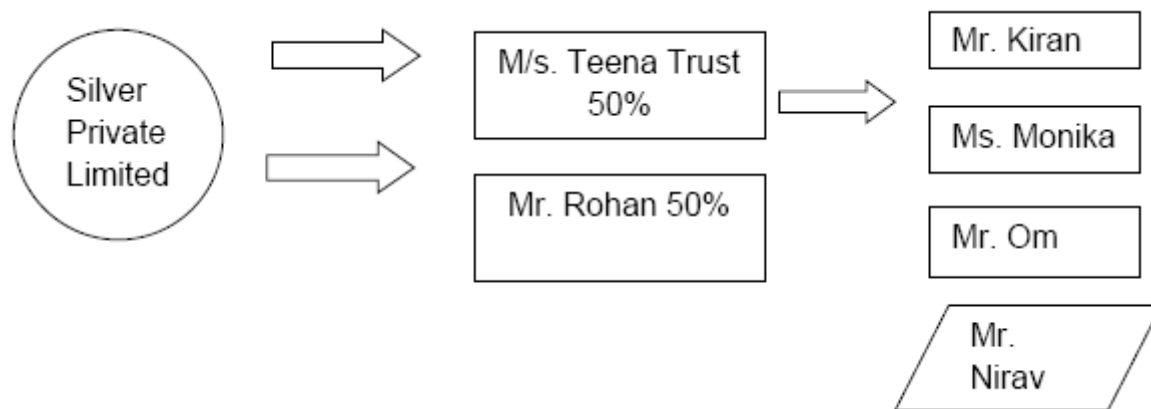 Silver
Private
Limited
M/s. Teena Trust
50%
Mr. Rohan 50%
Mr. Kiran
Ms. Monika
Mr. Om
Mr.
Nirav